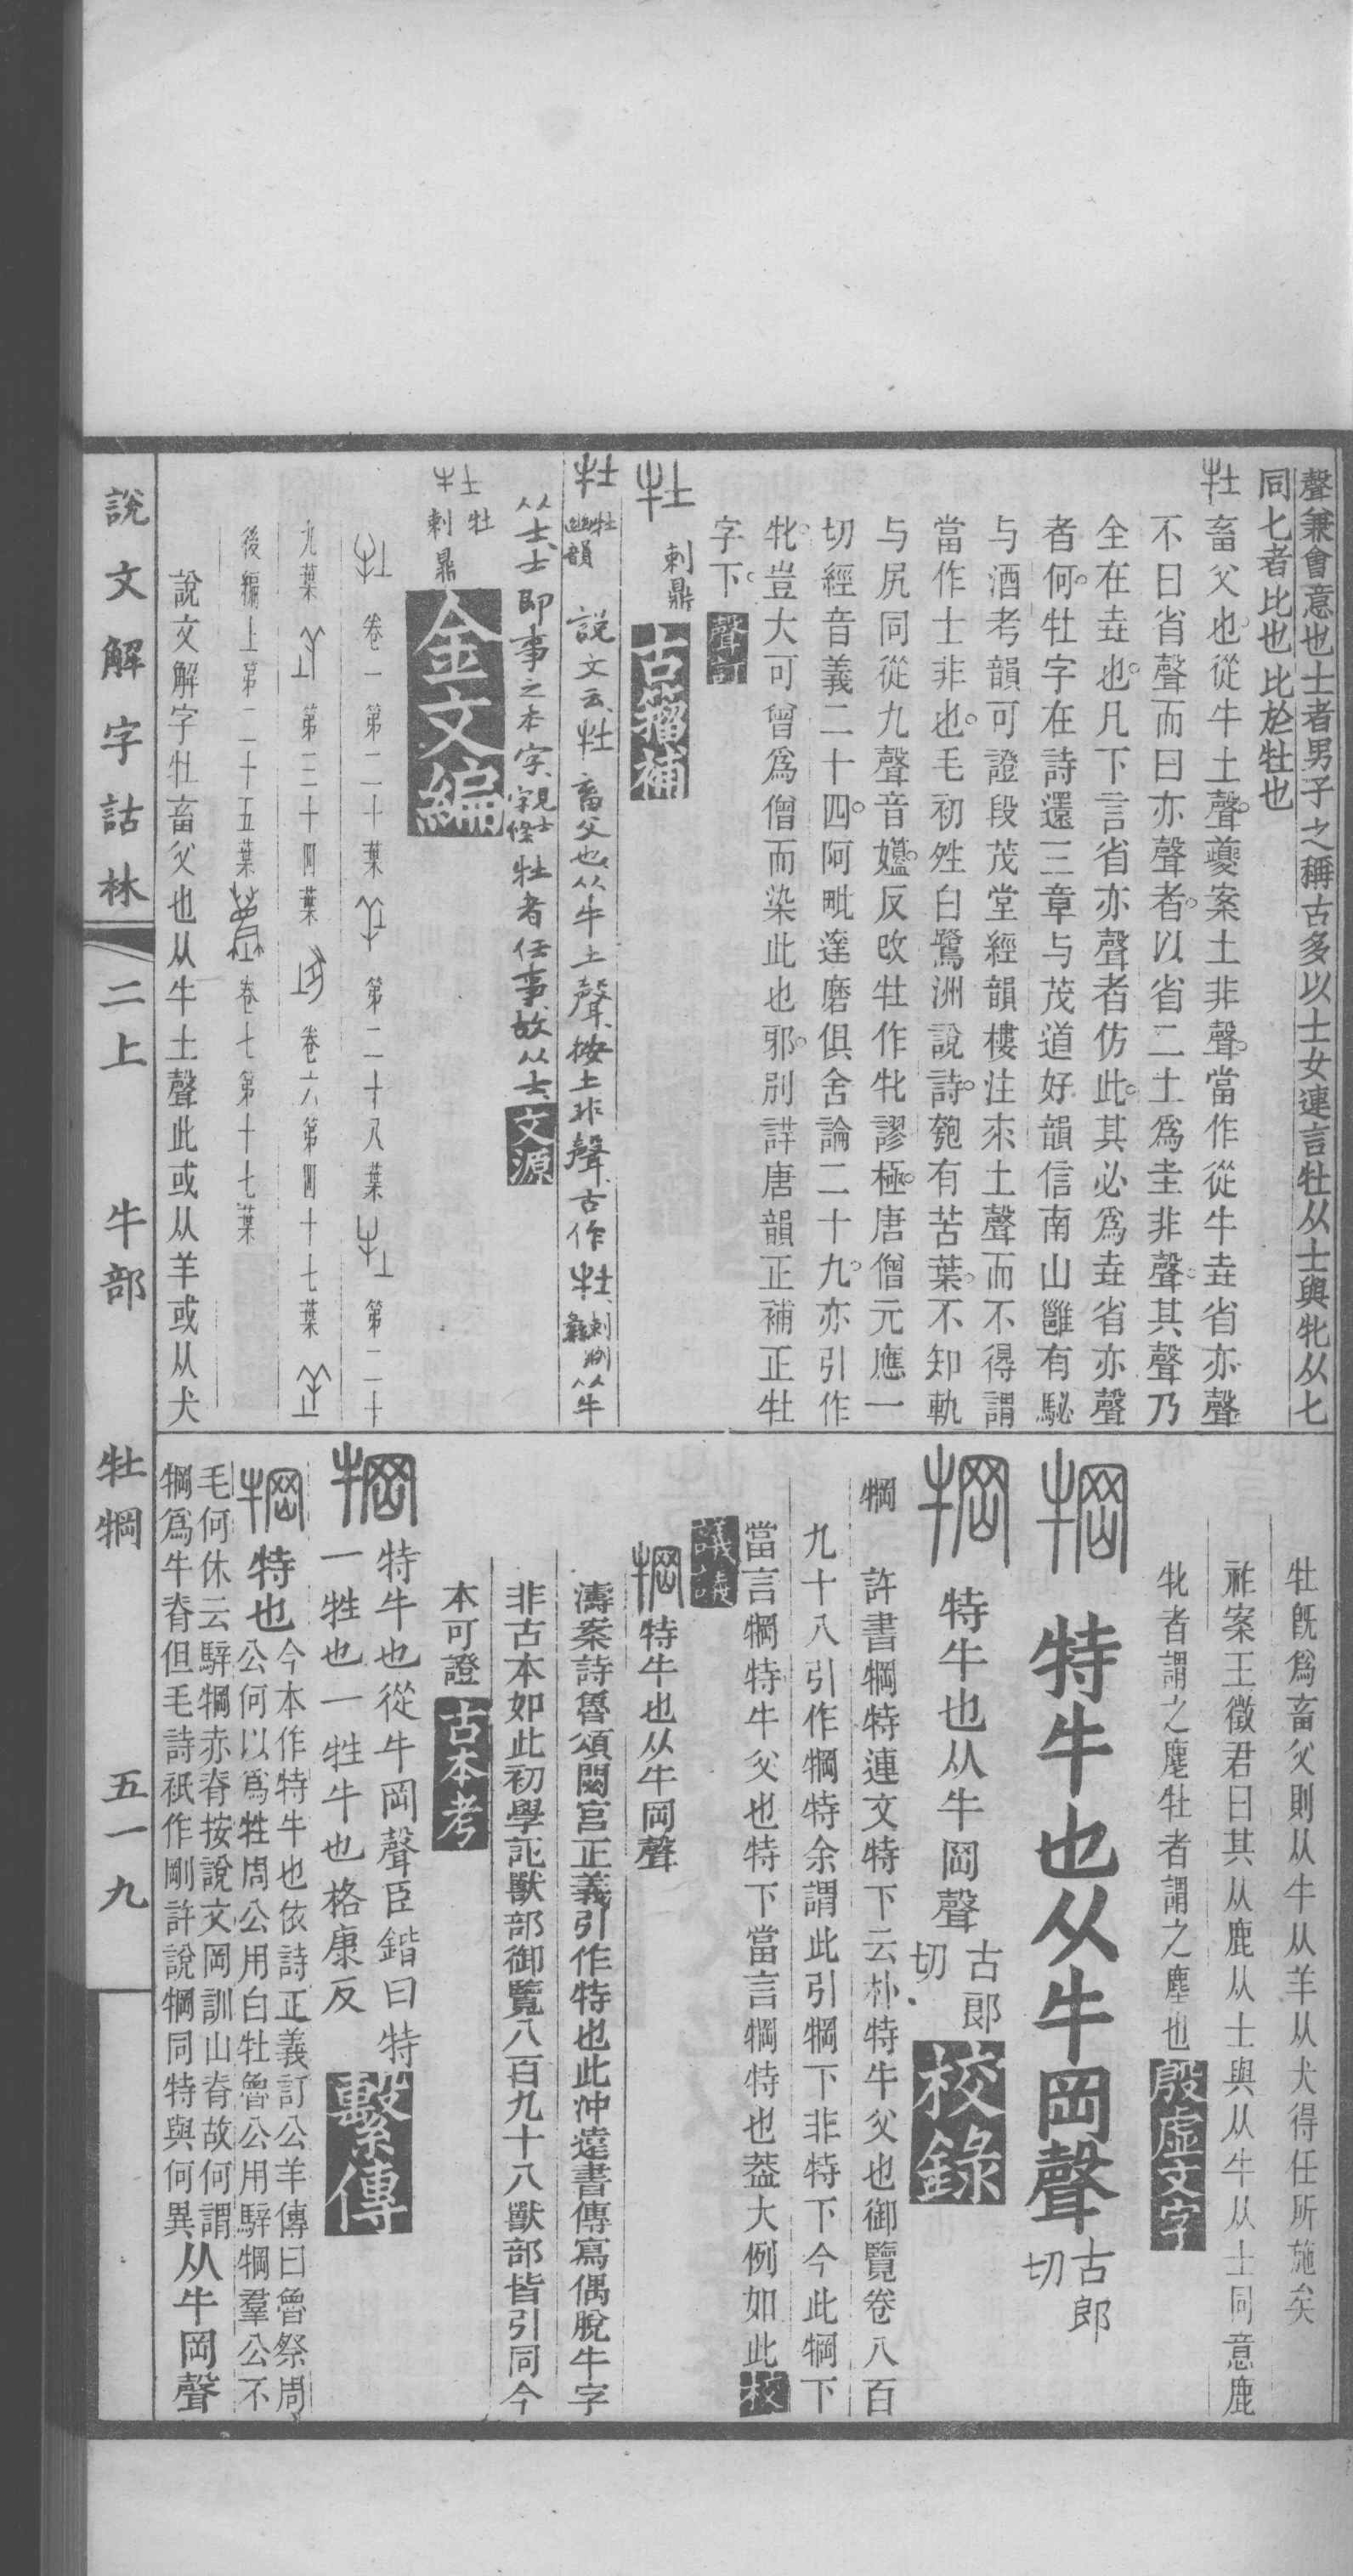 聲兼會意也士者男子之稱古多以士女連言牡从士與牝从七
同七者比也比於牡也
牡畜父也從牛土聲夔案土非聲當作從牛垚省亦聲
不曰省聲而曰亦聲者以省二土爲圭非聲其聲乃
全在垚也凡下言省亦聲者仿此其必爲垚省亦聲
者何牡字在詩還三章与茂道好韻信南山雝有駜
与酒考韻可證段茂堂經韻樓注來土聲而不得謂
當作士非也毛初姓白鷺洲說詩匏有苦葉不知軌
与尻同從九聲音㜸反改牡作牝謬極唐僧元應一
切經音義二十四阿毗達磨俱舍論二十九亦引作
牝豈大可曾爲僧而染此也邪別詳唐韻正補正牡
字下聲訂
牡 刺鼎 古籀補
牡 牡幽韻 說文云牡畜父也从牛土聲按土非聲古作牡刺鼎彝从牛
从士士即事之本字見士字條牡者任事故从士文源
牡 牡刺鼎 金文編
卷一第二十葉 第二十八葉 第二十
九葉 第三十四葉 卷六第四十七葉
後編上第二十五葉 卷七第十七葉
說文解字牡畜父也从牛土聲此或从羊或从犬
牡既爲畜父則从牛从羊从犬得任所施矣
祚案王徵君曰其从鹿从士與从牛从士同意鹿
牝者謂之麀牡者謂之塵也殷虛文字
犅 特牛也从牛岡聲古郎切
犅 特牛也从牛岡聲古郎切 校錄
犅 許書犅特連文特下云朴特牛父也御覽卷八百
九十八引作犅特余謂此引犅下非特下今此犅下
當言犅特牛父也特下當言犅特也葢大例如此校
議議
犅特牛也从牛岡聲
濤案詩魯頌閟宮正義引作特也此沖遠書傳寫偶脫牛字
非古本如此初學記獸部御覽八百九十八獸部皆引同今
本可證古本考
犅 特牛也從牛岡聲臣鍇曰特
一牲也一牲牛也格康反 繫傳
犅 特也今本作特牛也依詩正義訂公羊傳曰魯祭周
公何以爲牲周公用白牡魯公用騂犅羣公不
毛何休云騂犅赤脊按說文岡訓山脊故何謂
犅爲牛脊但毛詩祇作剛許說犅同特與何異从牛岡聲
說文解字詁林 二上 牛部 牡犅 五一九